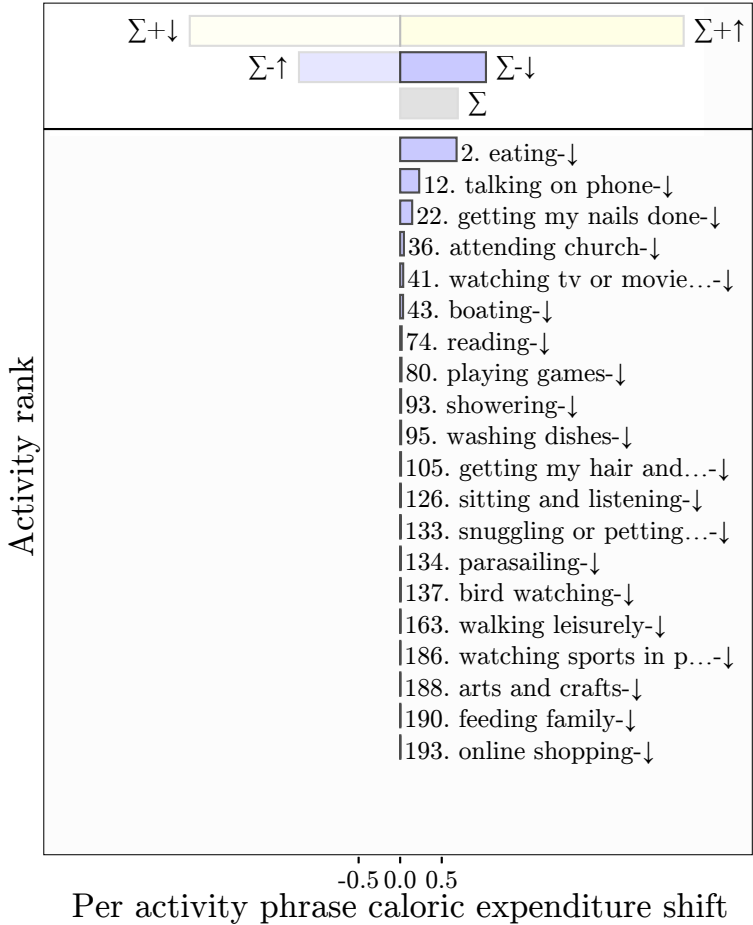 ∑+↓ ∑+↑
∑-↑ ∑-↓
∑
2. eating-↓
12. talking on phone-↓
22. getting my nails done-↓
36. attending church-↓
41. watching tv or movie…-↓
43. boating-↓
74. reading-↓
80. playing games-↓
93. showering-↓
95. washing dishes-↓
105. getting my hair and…-↓
126. sitting and listening-↓
133. snuggling or petting…-↓
134. parasailing-↓
137. bird watching-↓
163. walking leisurely-↓
186. watching sports in p…-↓
188. arts and crafts-↓
190. feeding family-↓
193. online shopping-↓
Activity rank
-0.5 0.0 0.5
Per activity phrase caloric expenditure shift